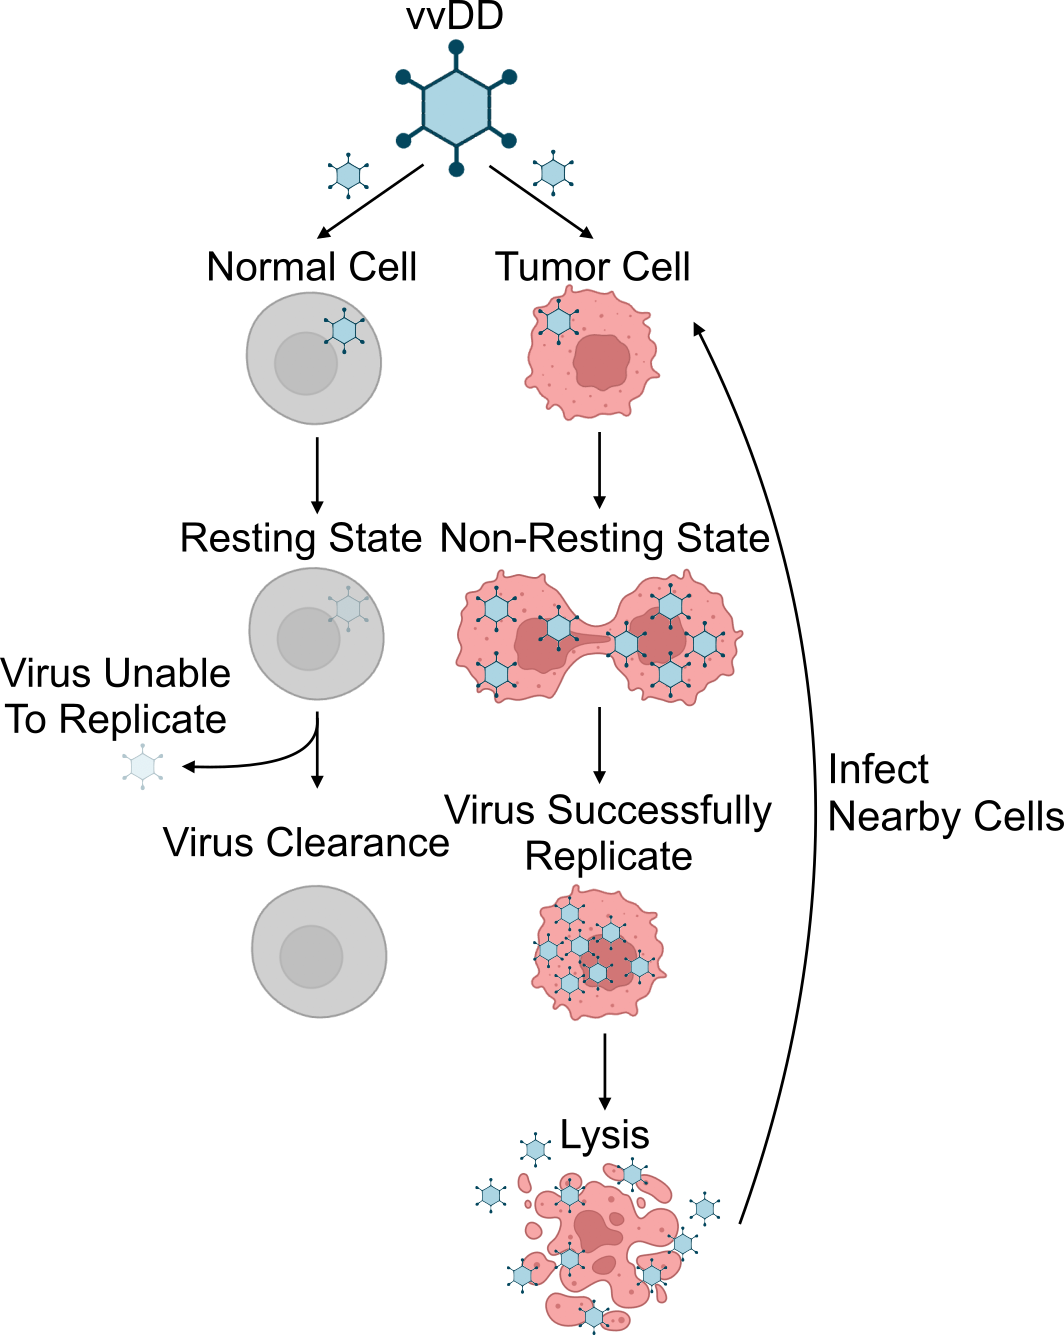 vvDD
Normal Cell
Tumor Cell
Resting State
Non-Resting State
Virus Unable
To Replicate
Virus Clearance
Virus Successfully
Replicate
Infect
Nearby Cells
Lysis